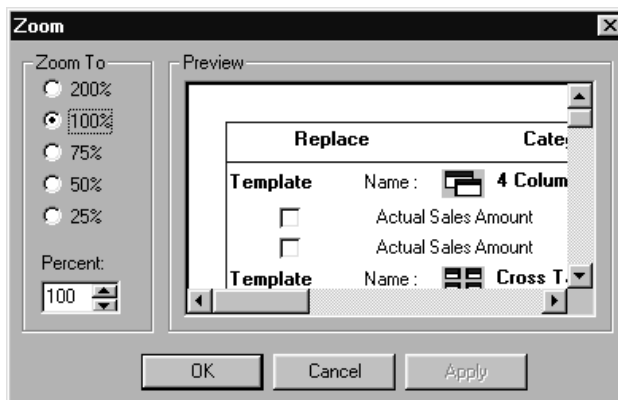 Zoom
Zoom To
200%
100%
75%
50%
25%
Percent:
100
Preview
Replace Cate
Template Name : 4 Colum
Actual Sales Amount
Actual Sales Amount
Template Name : Cross T
OK Cancel Apply